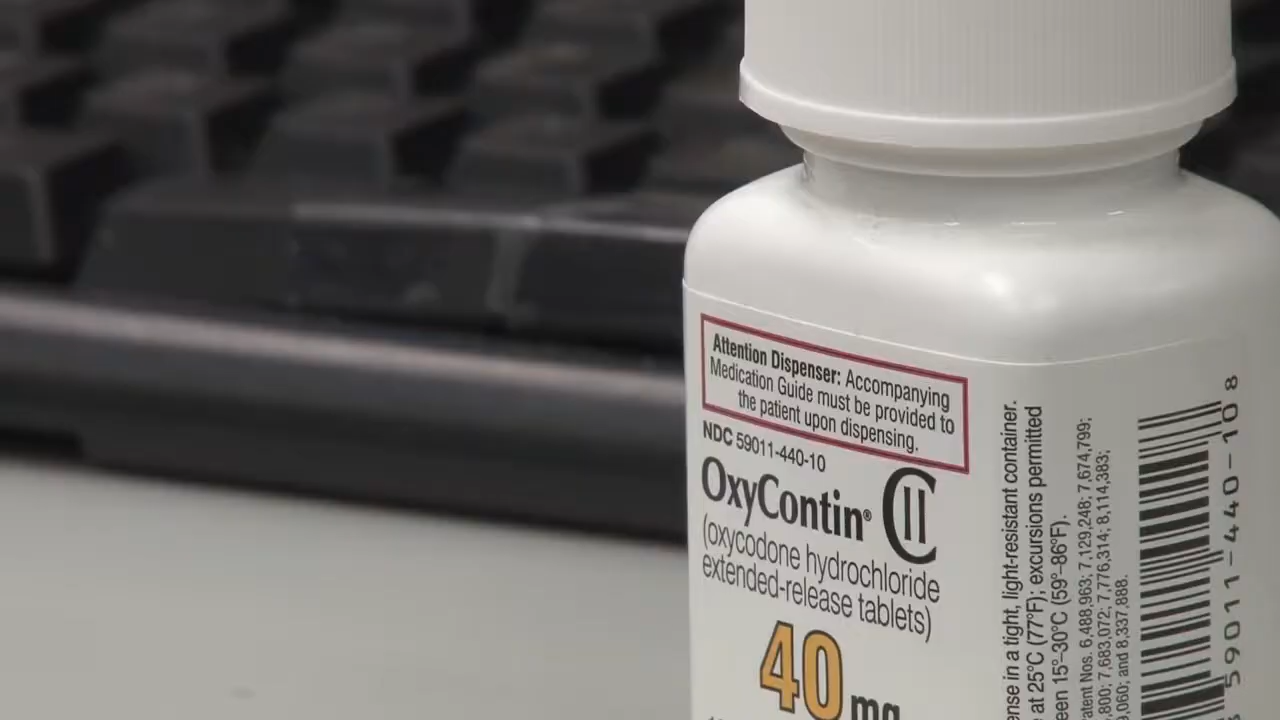 Attention Dispenser: Accompanying
Medication Guide must be provided to
the patient upon dispensing.
NDC 59011-440-10
OxyContin® CII
(oxycodone hydrochloride
extended-release tablets)
40 mg
ense in a tight, light-resistant container.
at 25°C (77°F); excursions permitted
een 15°–30°C (59°–86°F).
atent Nos. 6,488,963; 7,129,248; 7,674,799;
,800; 7,683,072; 7,776,314; 8,114,383;
,060; and 8,337,888.
59011-440-10 8